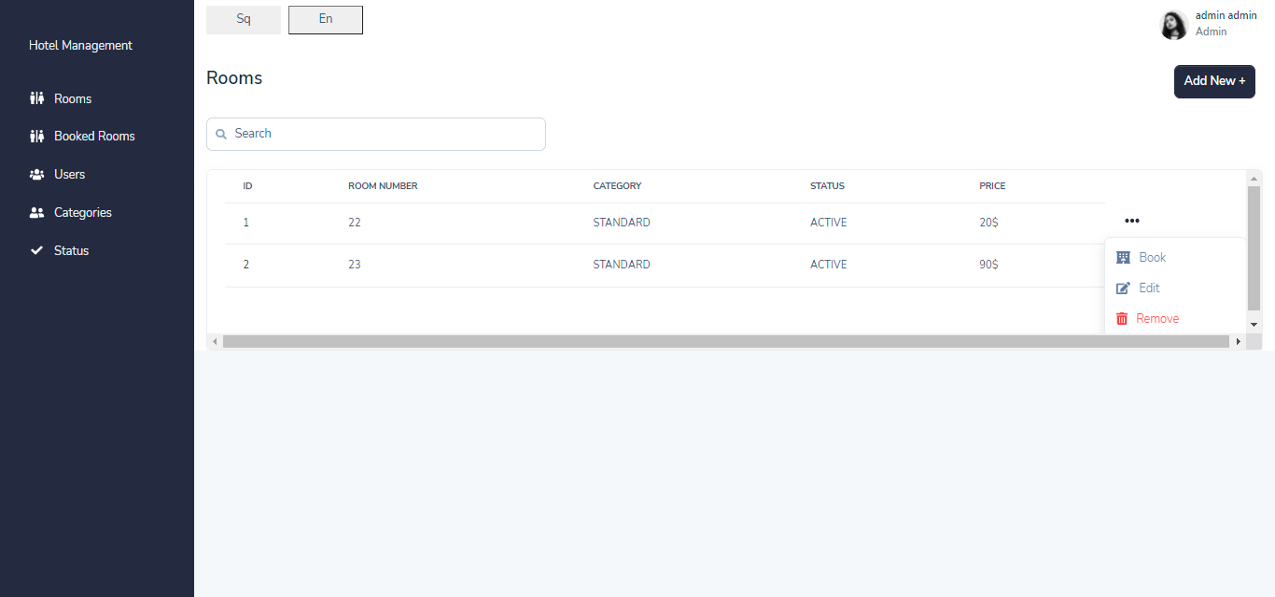 Sq
En
admin admin
Admin
Hotel Management
Rooms
Booked Rooms
Users
Categories
Status
Rooms
Add New +
Search
ID ROOM NUMBER CATEGORY STATUS PRICE
1 22 STANDARD ACTIVE 20$
2 23 STANDARD ACTIVE 90$
Book
Edit
Remove